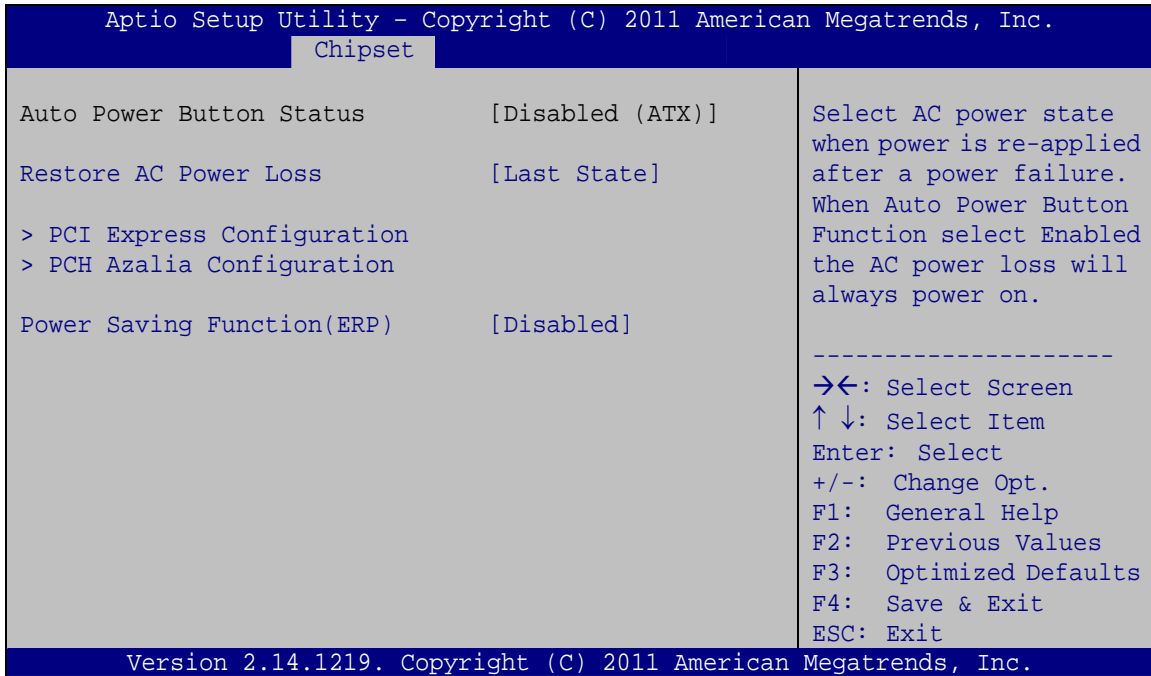 Aptio Setup Utility – Copyright (C) 2011 American Megatrends, Inc.
Chipset
Auto Power Button Status [Disabled (ATX)]
Restore AC Power Loss [Last State]
> PCI Express Configuration
> PCH Azalia Configuration
Power Saving Function(ERP) [Disabled]
Select AC power state
when power is re-applied
after a power failure.
When Auto Power Button
Function select Enabled
the AC power loss will
always power on.
---------------------
→←: Select Screen
↑ ↓: Select Item
Enter: Select
+/-: Change Opt.
F1: General Help
F2: Previous Values
F3: Optimized Defaults
F4: Save & Exit
ESC: Exit
Version 2.14.1219. Copyright (C) 2011 American Megatrends, Inc.